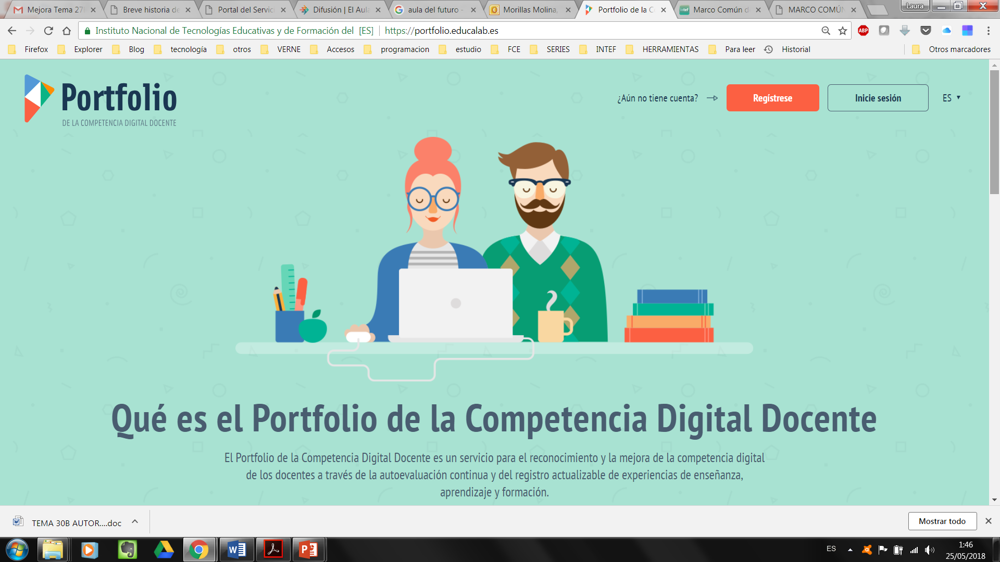 Mejora Tema 27
Breve historia de
Portal del Servici
Difusión | El Aula
aula del futuro -
Morillas Molina,
Portfolio de la C
Marco Común d
MARCO COMÚN
Laura
Instituto Nacional de Tecnologías Educativas y de Formación del [ES] https://portfolio.educalab.es
ABP
Firefox Explorer Blog tecnología otros VERNE Accesos programacion estudio FCE SERIES INTEF HERRAMIENTAS Para leer Historial Otros marcadores
Portfolio
DE LA COMPETENCIA DIGITAL DOCENTE
¿Aún no tiene cuenta?
Regístrese
Inicie sesión
ES
Qué es el Portfolio de la Competencia Digital Docente
El Portfolio de la Competencia Digital Docente es un servicio para el reconocimiento y la mejora de la competencia digital
de los docentes a través de la autoevaluación continua y del registro actualizable de experiencias de enseñanza,
aprendizaje y formación.
TEMA 30B AUTOR....doc
Mostrar todo
ES
1:46
25/05/2018